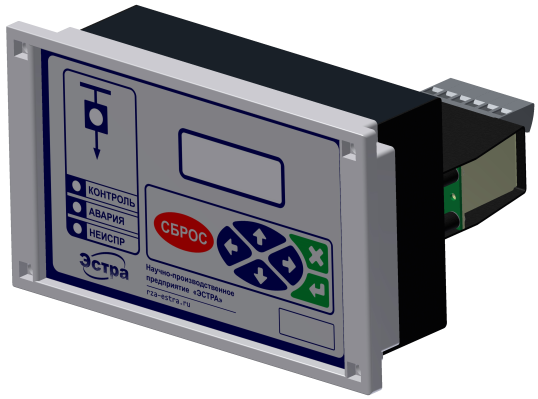 КОНТРОЛЬ
АВАРИЯ
НЕИСПР
Эстра
СБРОС
Научно-производственное
предприятие «ЭСТРА»
rza-estra.ru